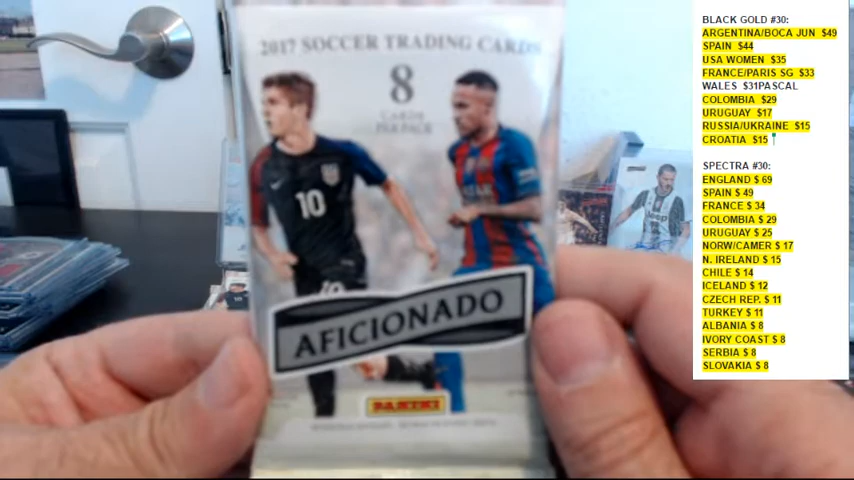 2017 SOCCER TRADING CARDS
8
CARDS
PER PACK
10
AFICIONADO
PANINI
Jeep
BLACK GOLD #30:
ARGENTINA/BOCA JUN $49
SPAIN $44
USA WOMEN $35
FRANCE/PARIS SG $33
WALES $31PASCAL
COLOMBIA $29
URUGUAY $17
RUSSIA/UKRAINE $15
CROATIA $15
SPECTRA #30:
ENGLAND $ 69
SPAIN $ 49
FRANCE $ 34
COLOMBIA $ 29
URUGUAY $ 25
NORW/CAMER $ 17
N. IRELAND $ 15
CHILE $ 14
ICELAND $ 12
CZECH REP. $ 11
TURKEY $ 11
ALBANIA $ 8
IVORY COAST $ 8
SERBIA $ 8
SLOVAKIA $ 8